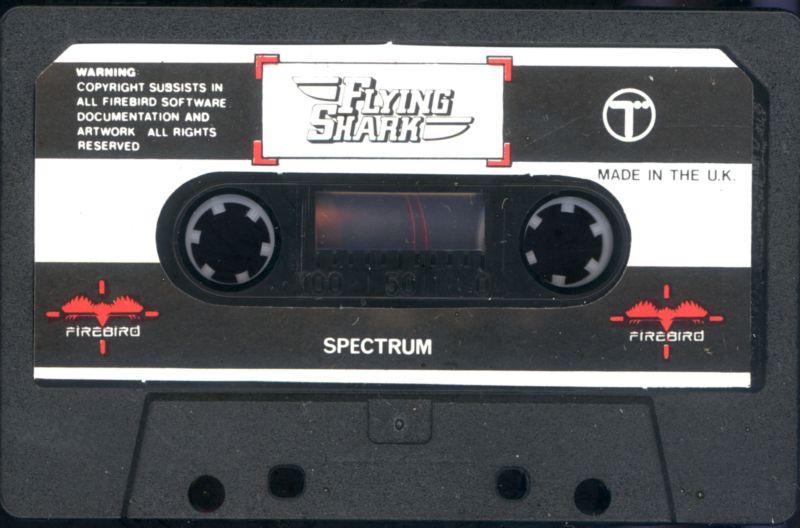 WARNING
COPYRIGHT SUBSISTS IN
ALL FIREBIRD SOFTWARE
DOCUMENTATION AND
ARTWORK ALL RIGHTS
RESERVED
FLYING
SHARK
MADE IN THE U.K.
100 50 0
FIREBIRD
FIREBIRD
SPECTRUM